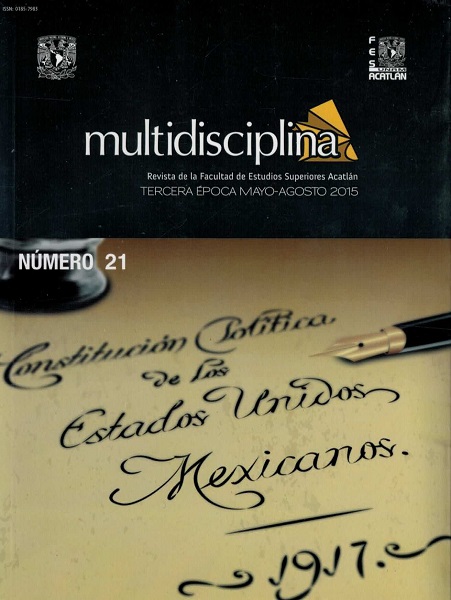 ISSN: 0185-7983
FES
UNAM
ACATLÁN
multidisciplina
Revista de la Facultad de Estudios Superiores Acatlán
TERCERA ÉPOCA MAYO-AGOSTO 2015
NÚMERO 21
Constitución Política
de los
Estados Unidos
Mexicanos.
1917.